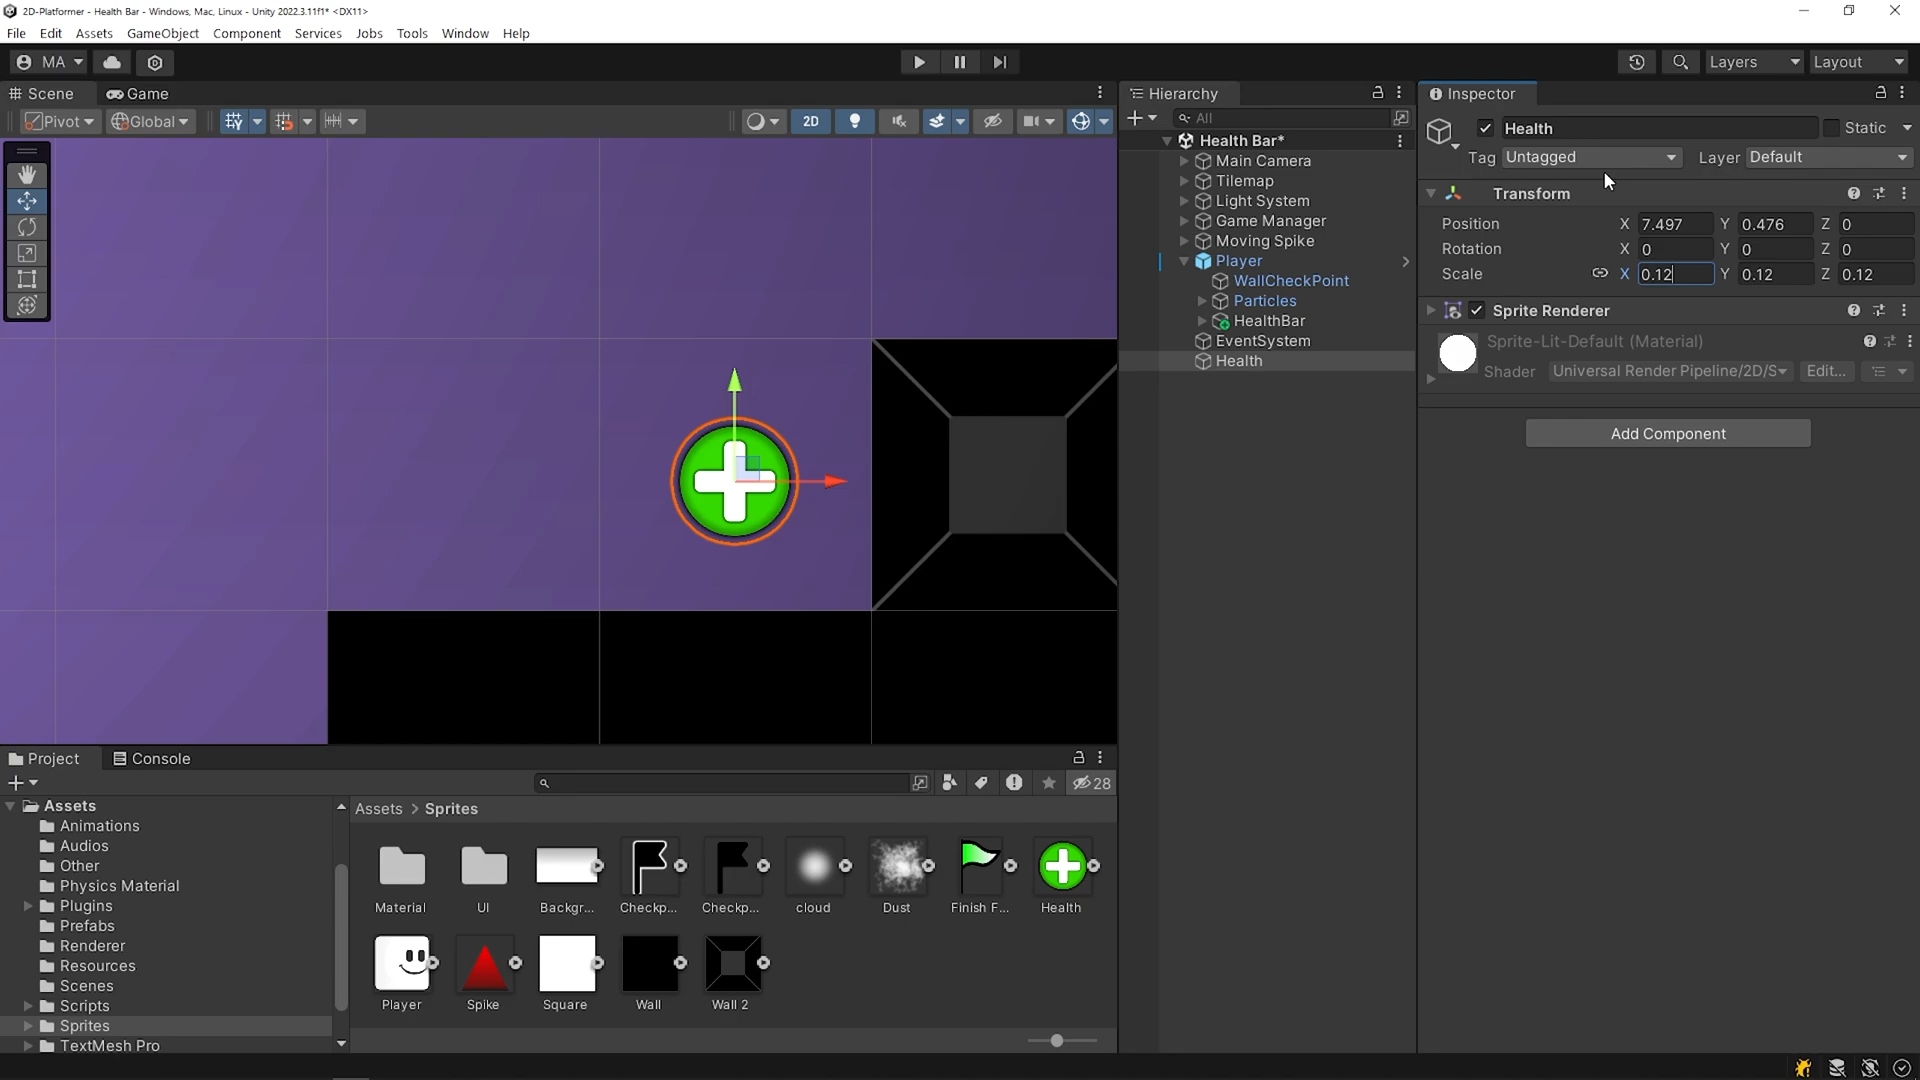 2D-Platformer - Health Bar - Windows, Mac, Linux - Unity 2022.3.11f1* <DX11>
File Edit Assets GameObject Component Services Jobs Tools Window Help
MA Layers Layout
Scene Game
Pivot Global 2D
Hierarchy
All
Health Bar*
Main Camera
Tilemap
Light System
Game Manager
Moving Spike
Player
WallCheckPoint
Particles
HealthBar
EventSystem
Health
Inspector
Health Static
Tag Untagged Layer Default
Transform
Position X 7.497 Y 0.476 Z 0
Rotation X 0 Y 0 Z 0
Scale X 0.12 Y 0.12 Z 0.12
Sprite Renderer
Sprite-Lit-Default (Material)
Shader Universal Render Pipeline/2D/S Edit...
Add Component
Project Console
28
Assets
Animations
Audios
Other
Physics Material
Plugins
Prefabs
Renderer
Resources
Scenes
Scripts
Sprites
TextMesh Pro
Assets > Sprites
Material UI Backgr... Checkp... Checkp... cloud Dust Finish F... Health
Player Spike Square Wall Wall 2